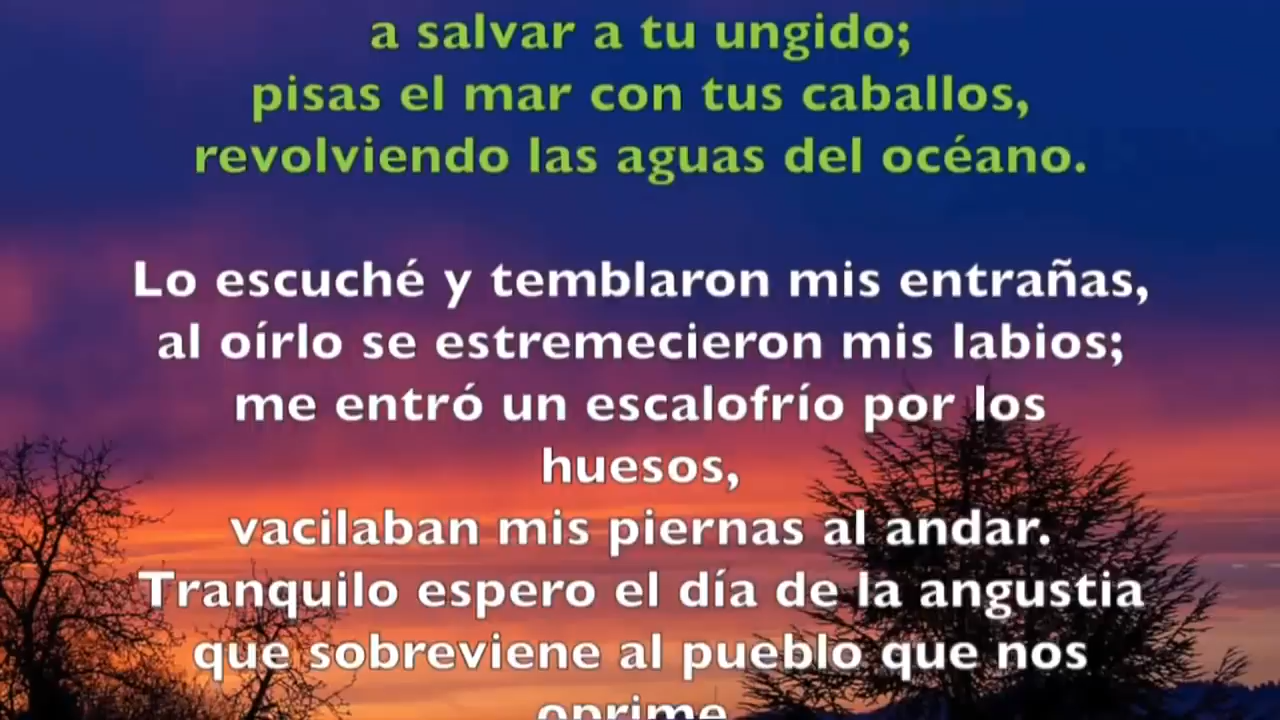 a salvar a tu ungido;
pisas el mar con tus caballos,
revolviendo las aguas del océano.
Lo escuché y temblaron mis entrañas,
al oírlo se estremecieron mis labios;
me entró un escalofrío por los
huesos,
vacilaban mis piernas al andar.
Tranquilo espero el día de la angustia
que sobreviene al pueblo que nos
oprime